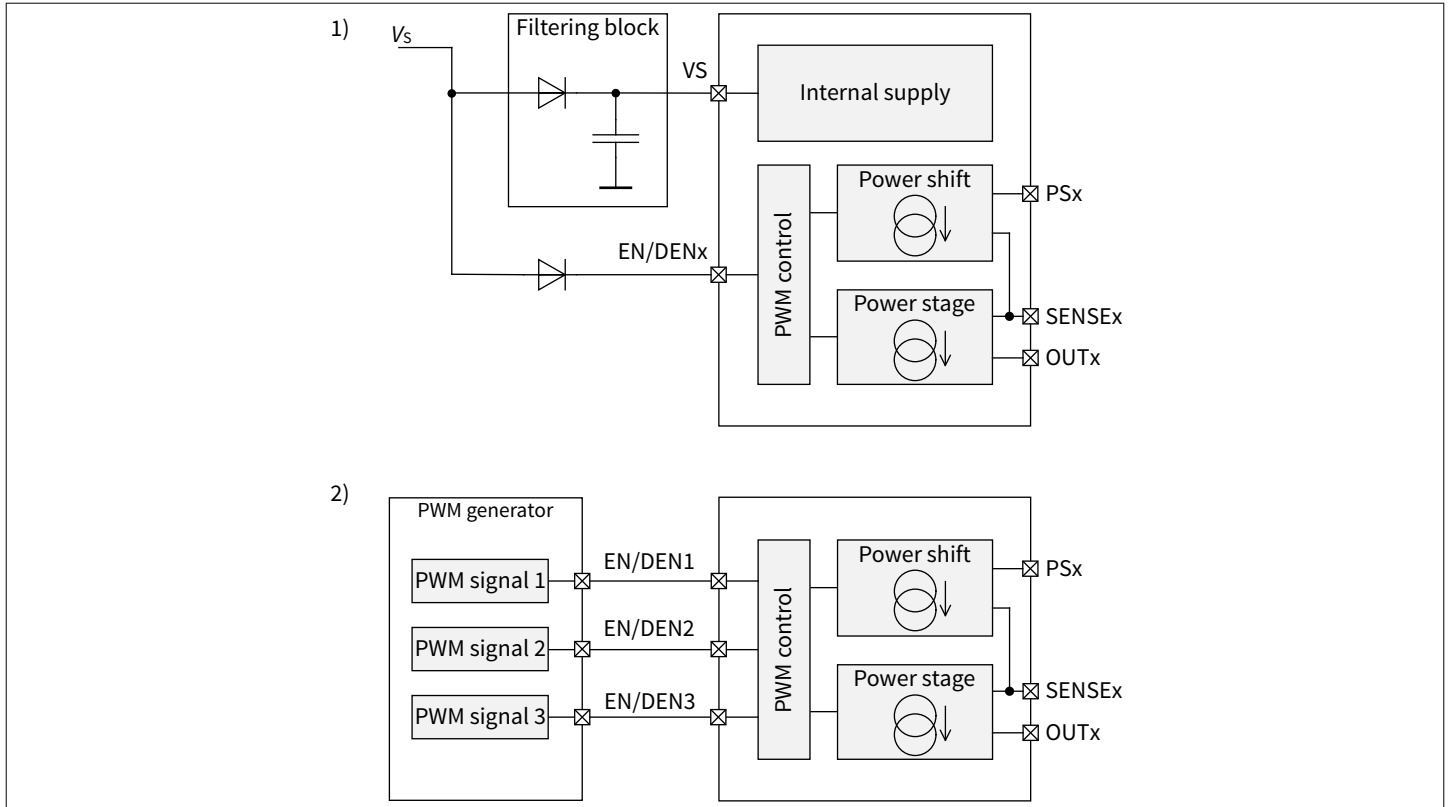 1)
VS
Filtering block
VS
Internal supply
EN/DENx
PWM control
Power shift
PSx
Power stage
SENSEx
OUTx
2)
PWM generator
PWM signal 1
PWM signal 2
PWM signal 3
EN/DEN1
EN/DEN2
EN/DEN3
PWM control
Power shift
PSx
Power stage
SENSEx
OUTx